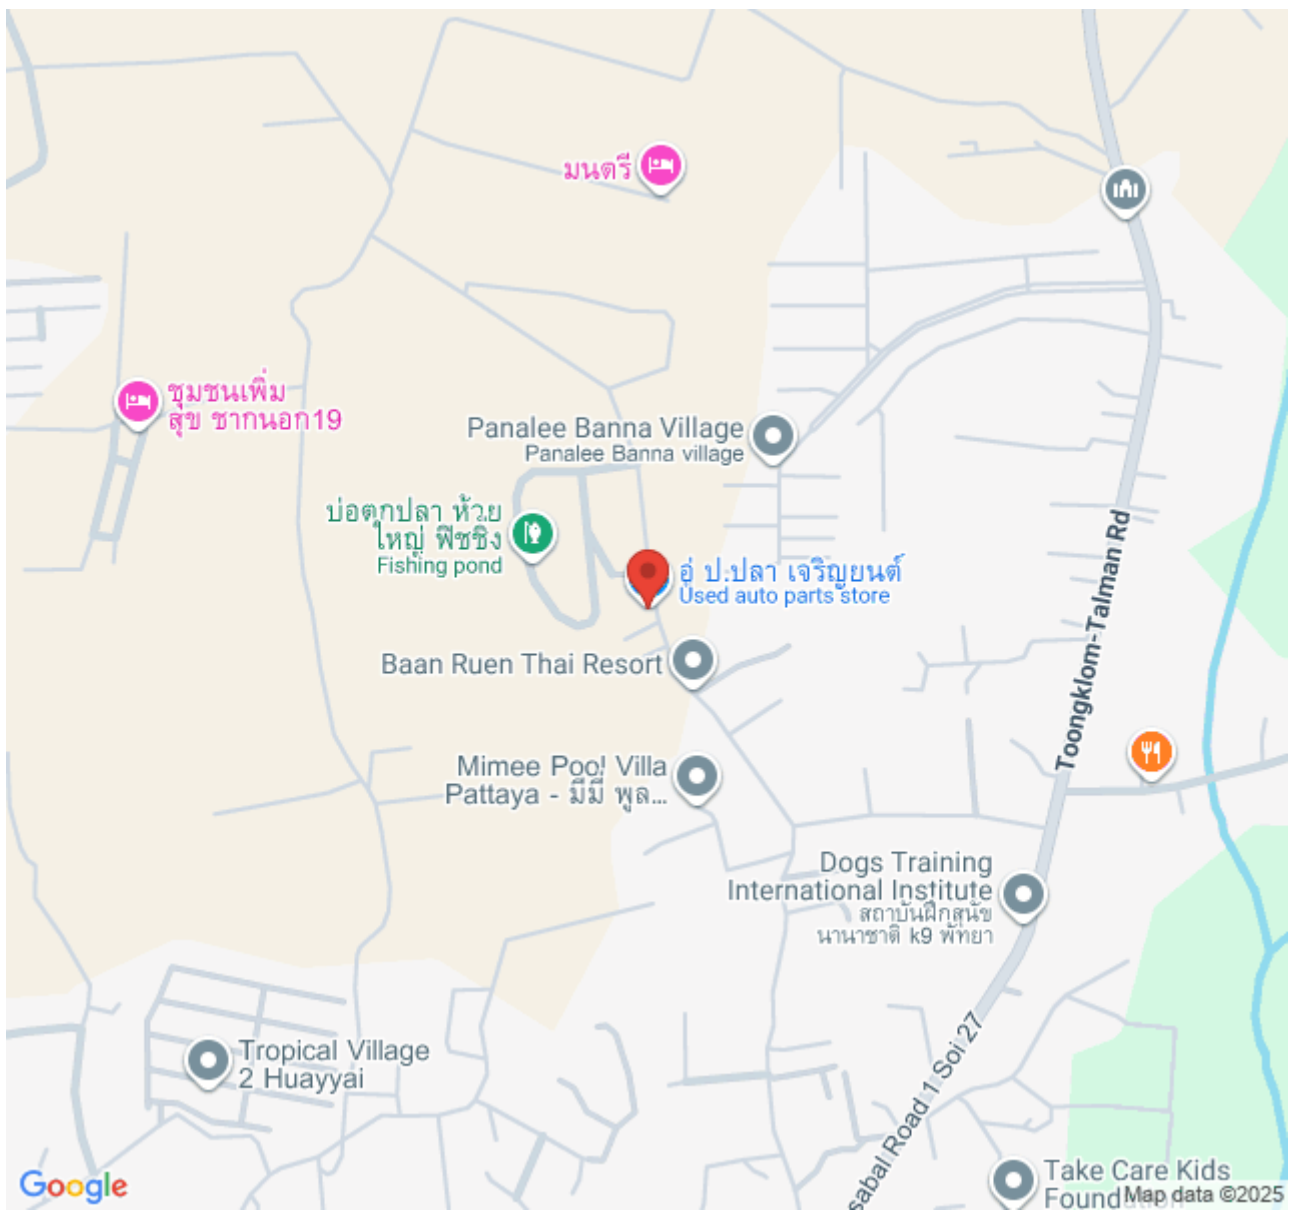 มนตรี
ชุมชนเพิ่ม
สุข ชากนอก19
Panalee Banna Village
Panalee Banna village
บ่อตกปลา ห้วย
ใหญ่ ฟิชชิ่ง
Fishing pond
อู่ ป.ปลา เจริญยนต์
Used auto parts store
Toongklom-Talman Rd
Baan Ruen Thai Resort
Mimee Pool Villa
Pattaya - มีมี่ พูล...
Dogs Training
International Institute
สถาบันฝึกสุนัข
นานาชาติ k9 พัทยา
Tropical Village
2 Huayyai
sabal Road 1 Soi 27
Take Care Kids
Google
Map data ©2025